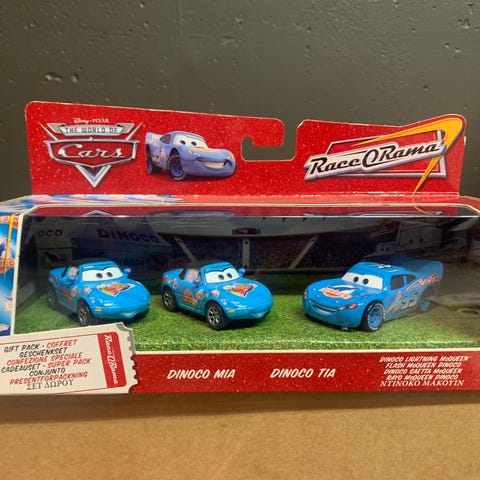 Disney • PIXAR
THE WORLD OF
Cars
Race O Rama
DINOCO
GIFT PACK • COFFRET
GESCHENKSET
CONFEZIONE SPECIALE
CADEAUSET • SUPER PACK
CONJUNTO
PRESENTFÖRPACKNING
ΣΕΤ ΔΩΡΟΥ
Race O Rama
DINOCO MIA
DINOCO TIA
DINOCO LIGHTNING McQUEEN
FLASH McQUEEN DINOCO
DINOCO SAETTA McQUEEN
RAYO McQUEEN DINOCO
ΝΤΙΝΟΚΟ ΜΑΚΟΥΙΝ